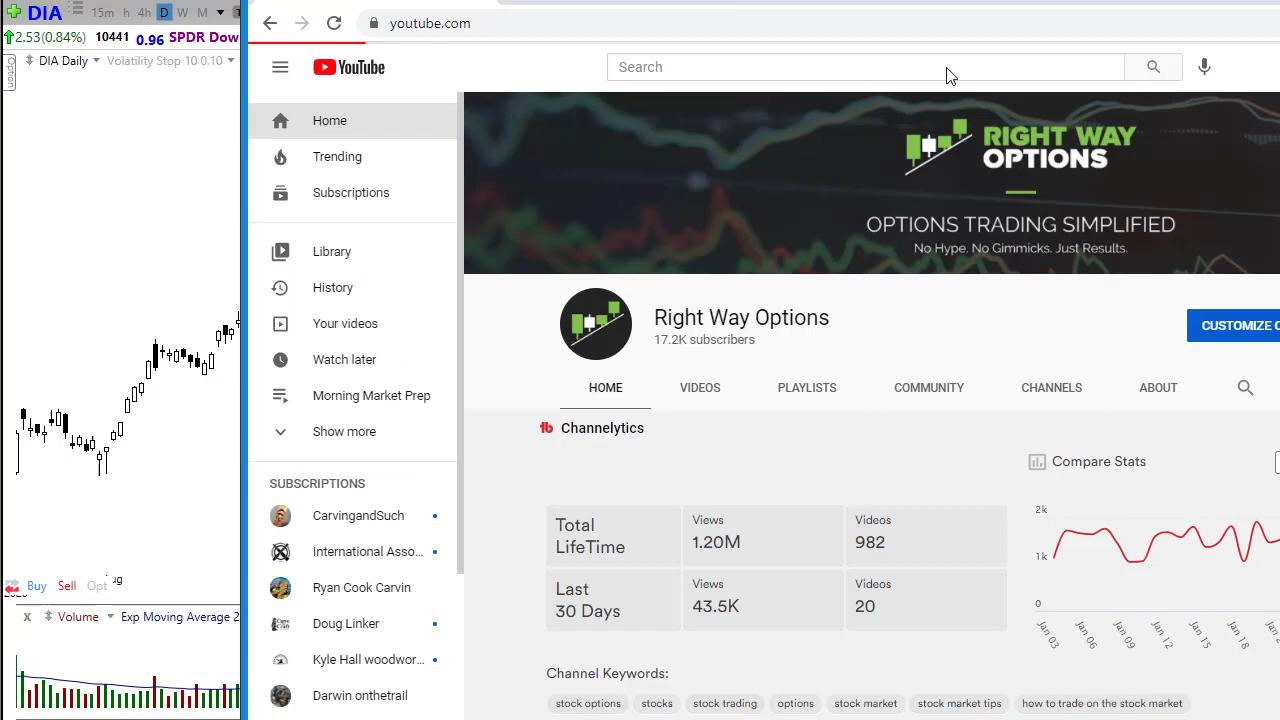 DIA
15m h 4h D W M
2.53(0.84%) 10441 0.96 SPDR Dow
Option
DIA Daily Volatility Stop 10 0.10
Buy Sell Opt
X Volume Exp Moving Average 2
youtube.com
YouTube
Search
Home
Trending
Subscriptions
Library
History
Your videos
Watch later
Morning Market Prep
Show more
SUBSCRIPTIONS
CarvingandSuch
International Asso...
Ryan Cook Carvin
Doug Linker
Kyle Hall woodwor...
Darwin onthetrail
RIGHT WAY
OPTIONS
OPTIONS TRADING SIMPLIFIED
No Hype. No Gimmicks. Just Results.
Right Way Options
17.2K subscribers
CUSTOMIZE C
HOME VIDEOS PLAYLISTS COMMUNITY CHANNELS ABOUT
tb Channelytics
Compare Stats
Total
LifeTime
Views
1.20M
Videos
982
Last
30 Days
Views
43.5K
Videos
20
2k
1k
0
Jan 03 Jan 06 Jan 09 Jan 12 Jan 15 Jan 18
Channel Keywords:
stock options stocks stock trading options stock market stock market tips how to trade on the stock market